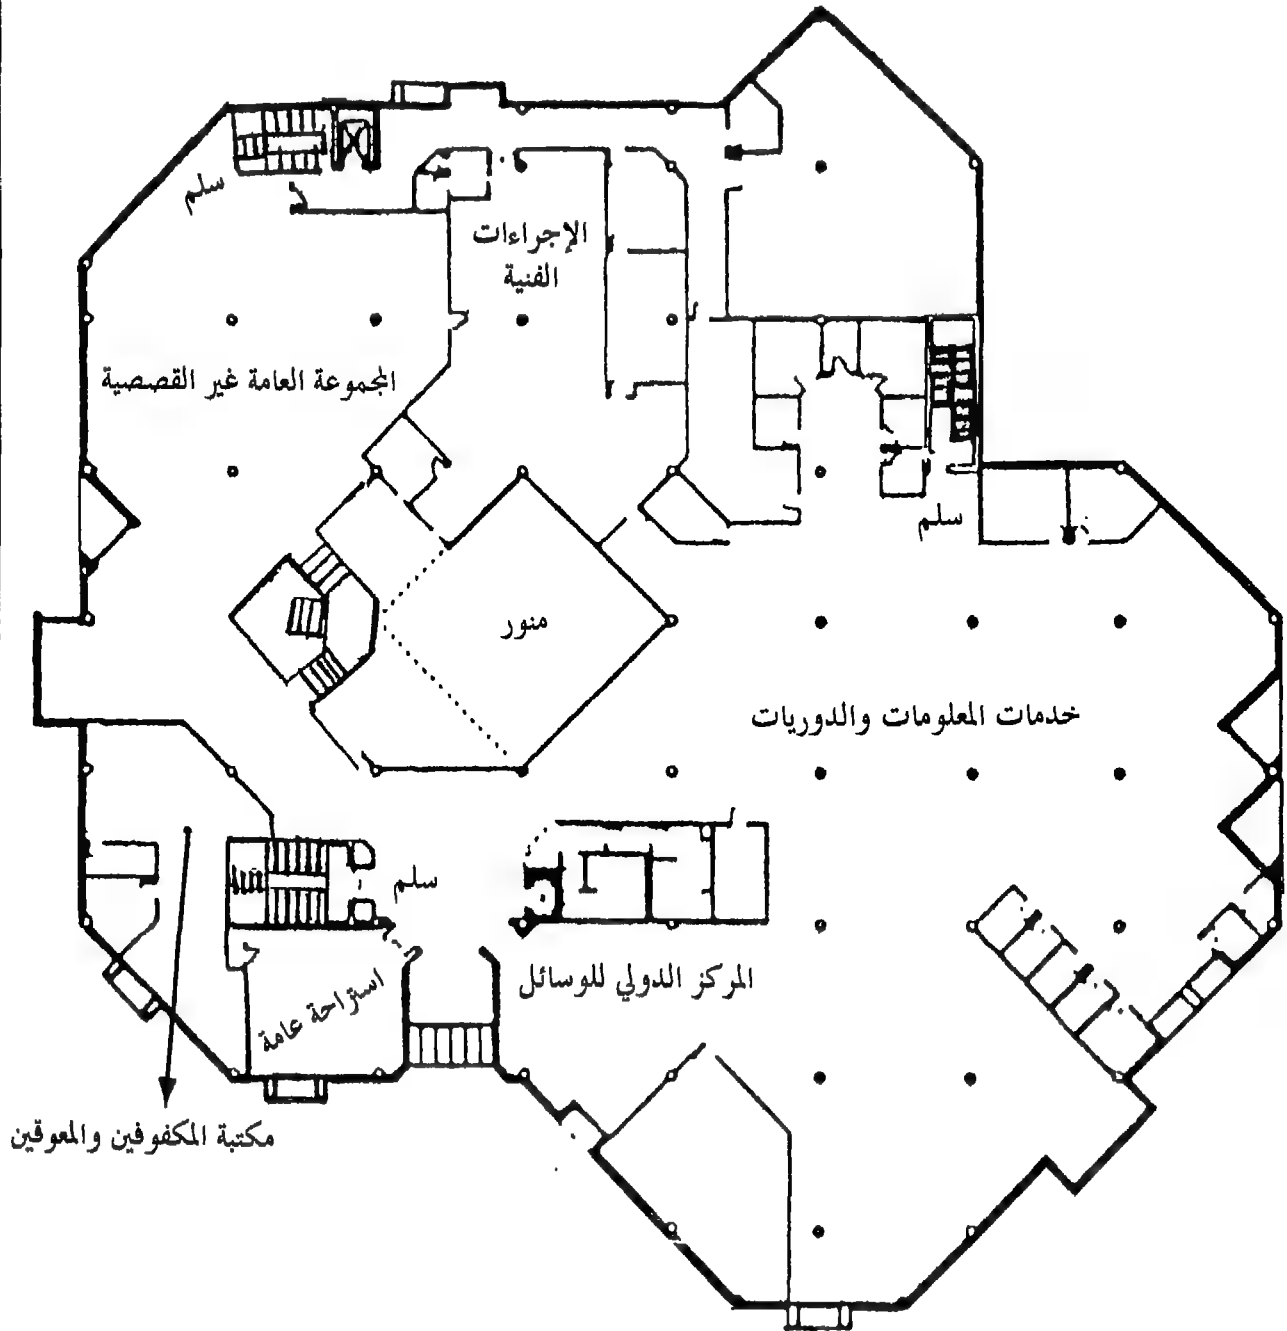 سلم
الإجراءات
الفنية
المجموعة العامة غير القصصية
سلم
منور
خدمات المعلومات والدوريات
سلم
المركز الدولي للوسائل
استراحة عامة
مكتبة المكفوفين والمعوقين